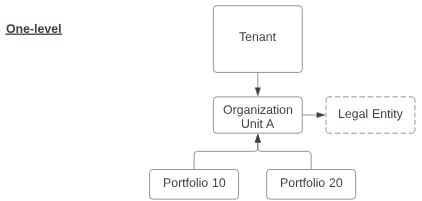 One-level
Tenant
Organization
Unit A
Legal Entity
Portfolio 10
Portfolio 20